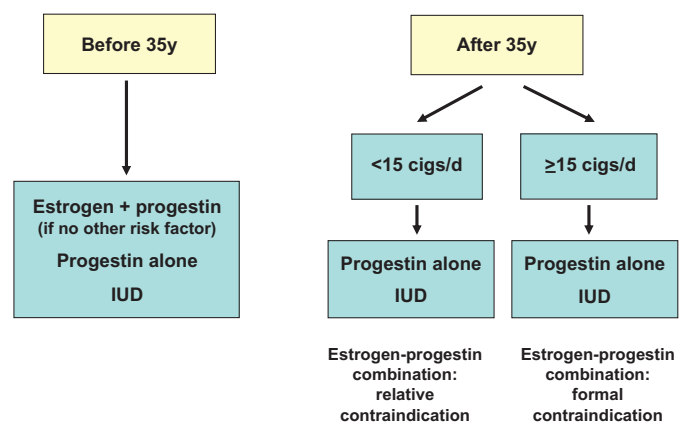 Before 35y
Estrogen + progestin
(if no other risk factor)
Progestin alone
IUD
After 35y
<15 cigs/d
≥15 cigs/d
Progestin alone
IUD
Progestin alone
IUD
Estrogen-progestin
combination:
relative
contraindication
Estrogen-progestin
combination:
formal
contraindication